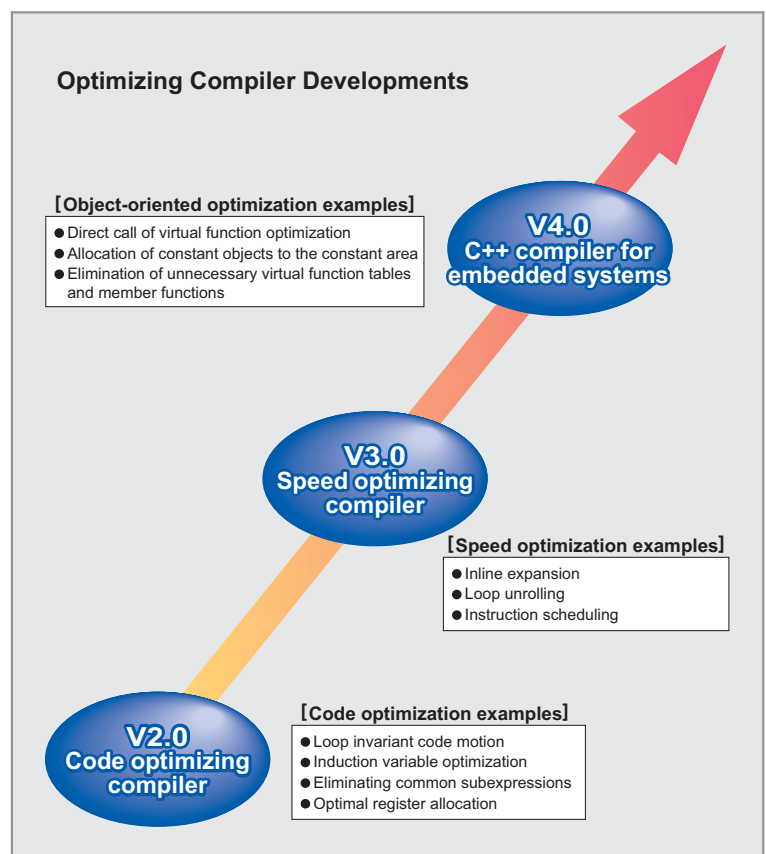 Optimizing Compiler Developments
[Object-oriented optimization examples]
● Direct call of virtual function optimization
● Allocation of constant objects to the constant area
● Elimination of unnecessary virtual function tables
and member functions
V4.0
C++ compiler for
embedded systems
V3.0
Speed optimizing
compiler
[Speed optimization examples]
● Inline expansion
● Loop unrolling
● Instruction scheduling
V2.0
Code optimizing
compiler
[Code optimization examples]
● Loop invariant code motion
● Induction variable optimization
● Eliminating common subexpressions
● Optimal register allocation